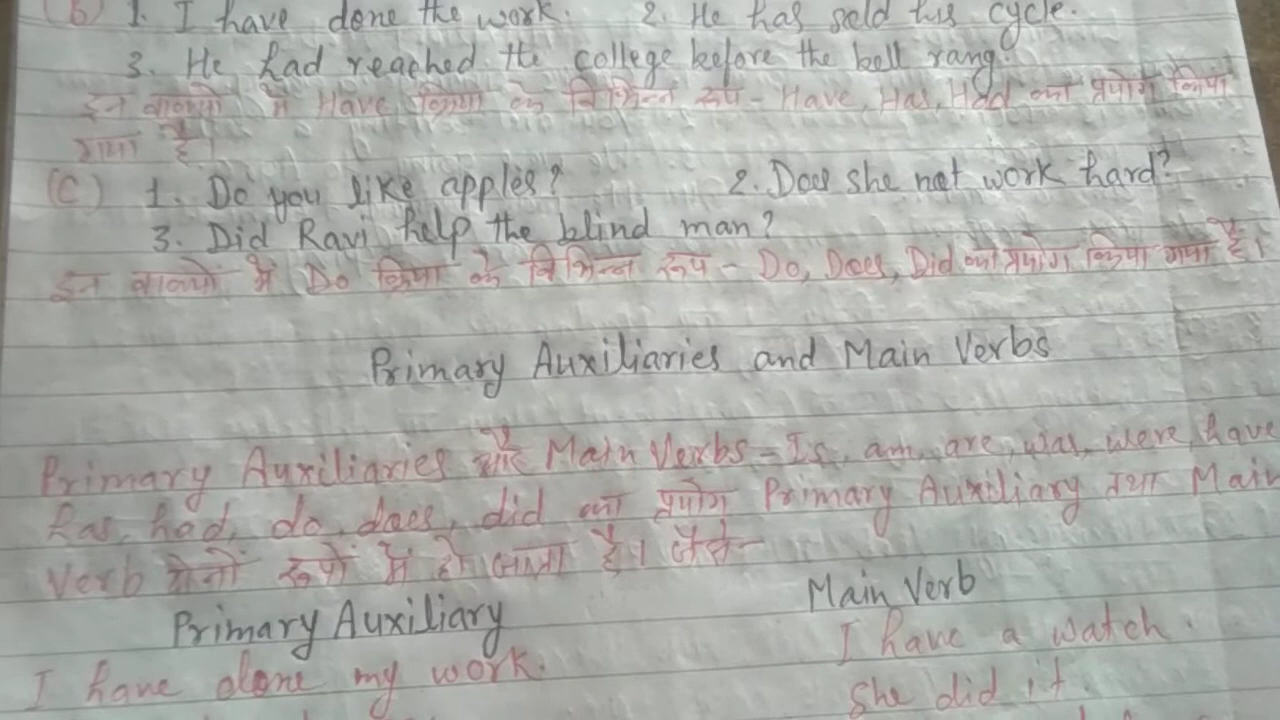 (B) 1. I have done the work. 2. He has sold his cycle.
3. He had reached the college before the bell rang.
इन वाक्यों में Have क्रिया के विभिन्न रूप - Have, Has, Had का प्रयोग किया
गया है।
(C) 1. Do you like apples? 2. Does she not work hard?
3. Did Ravi help the blind man?
इन वाक्यों में Do क्रिया के विभिन्न रूप - Do, Does, Did का प्रयोग किया गया है।
Primary Auxiliaries and Main Verbs
Primary Auxiliaries और Main Verbs - Is, am, are, was, were, have
has, had, do, does, did का प्रयोग Primary Auxiliary तथा Main
Verb दोनों रूपों में हो जाता है। जैसे-
Primary Auxiliary Main Verb
I have done my work. I have a watch.
She did it.